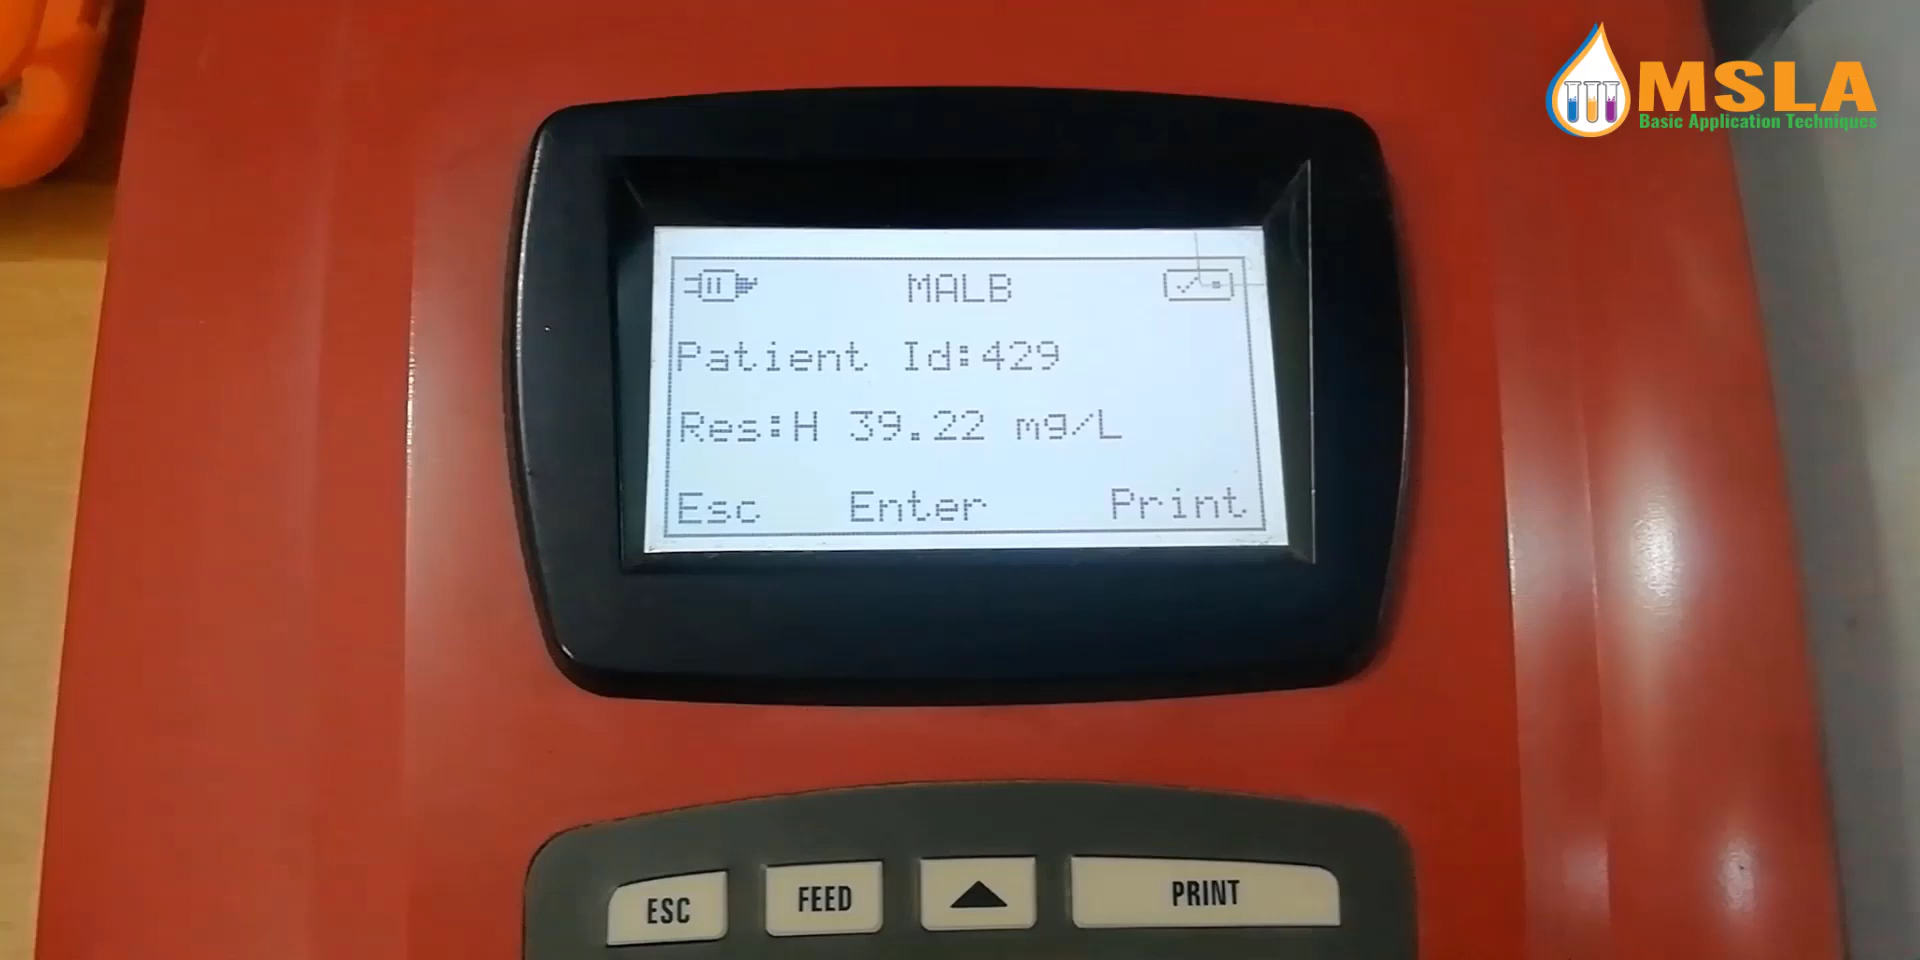 MSLA
Basic Application Techniques
MALB
Patient Id:429
Res:H 39.22 mg/L
Esc Enter Print
ESC FEED PRINT